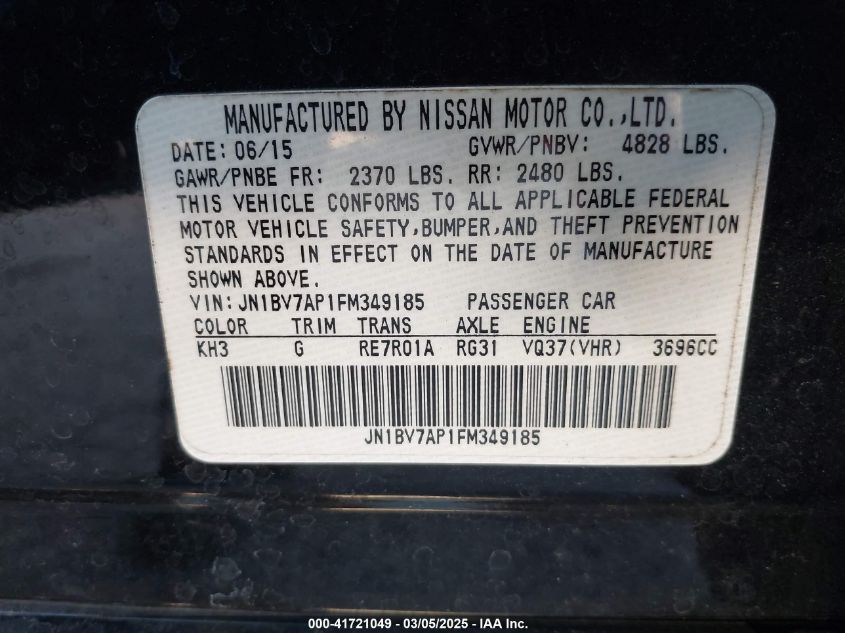 MANUFACTURED BY NISSAN MOTOR CO.,LTD.
DATE: 06/15 GVWR/PNBV: 4828 LBS.
GAWR/PNBE FR: 2370 LBS. RR: 2480 LBS.
THIS VEHICLE CONFORMS TO ALL APPLICABLE FEDERAL
MOTOR VEHICLE SAFETY,BUMPER,AND THEFT PREVENTION
STANDARDS IN EFFECT ON THE DATE OF MANUFACTURE
SHOWN ABOVE.
VIN:JN1BV7AP1FM349185 PASSENGER CAR
COLOR TRIM TRANS AXLE ENGINE
KH3 G RE7R01A RG31 VQ37(VHR) 3696CC
JN1BV7AP1FM349185
000-41721049 — 03/05/2025 — IAAI Inc.